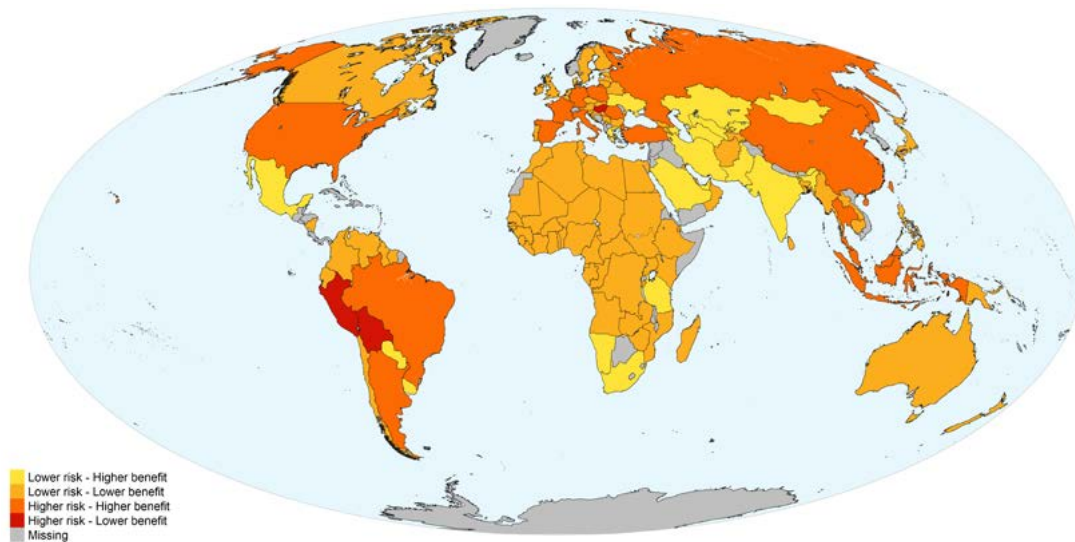 Lower risk - Higher benefit
Lower risk - Lower benefit
Higher risk - Higher benefit
Higher risk - Lower benefit
Missing